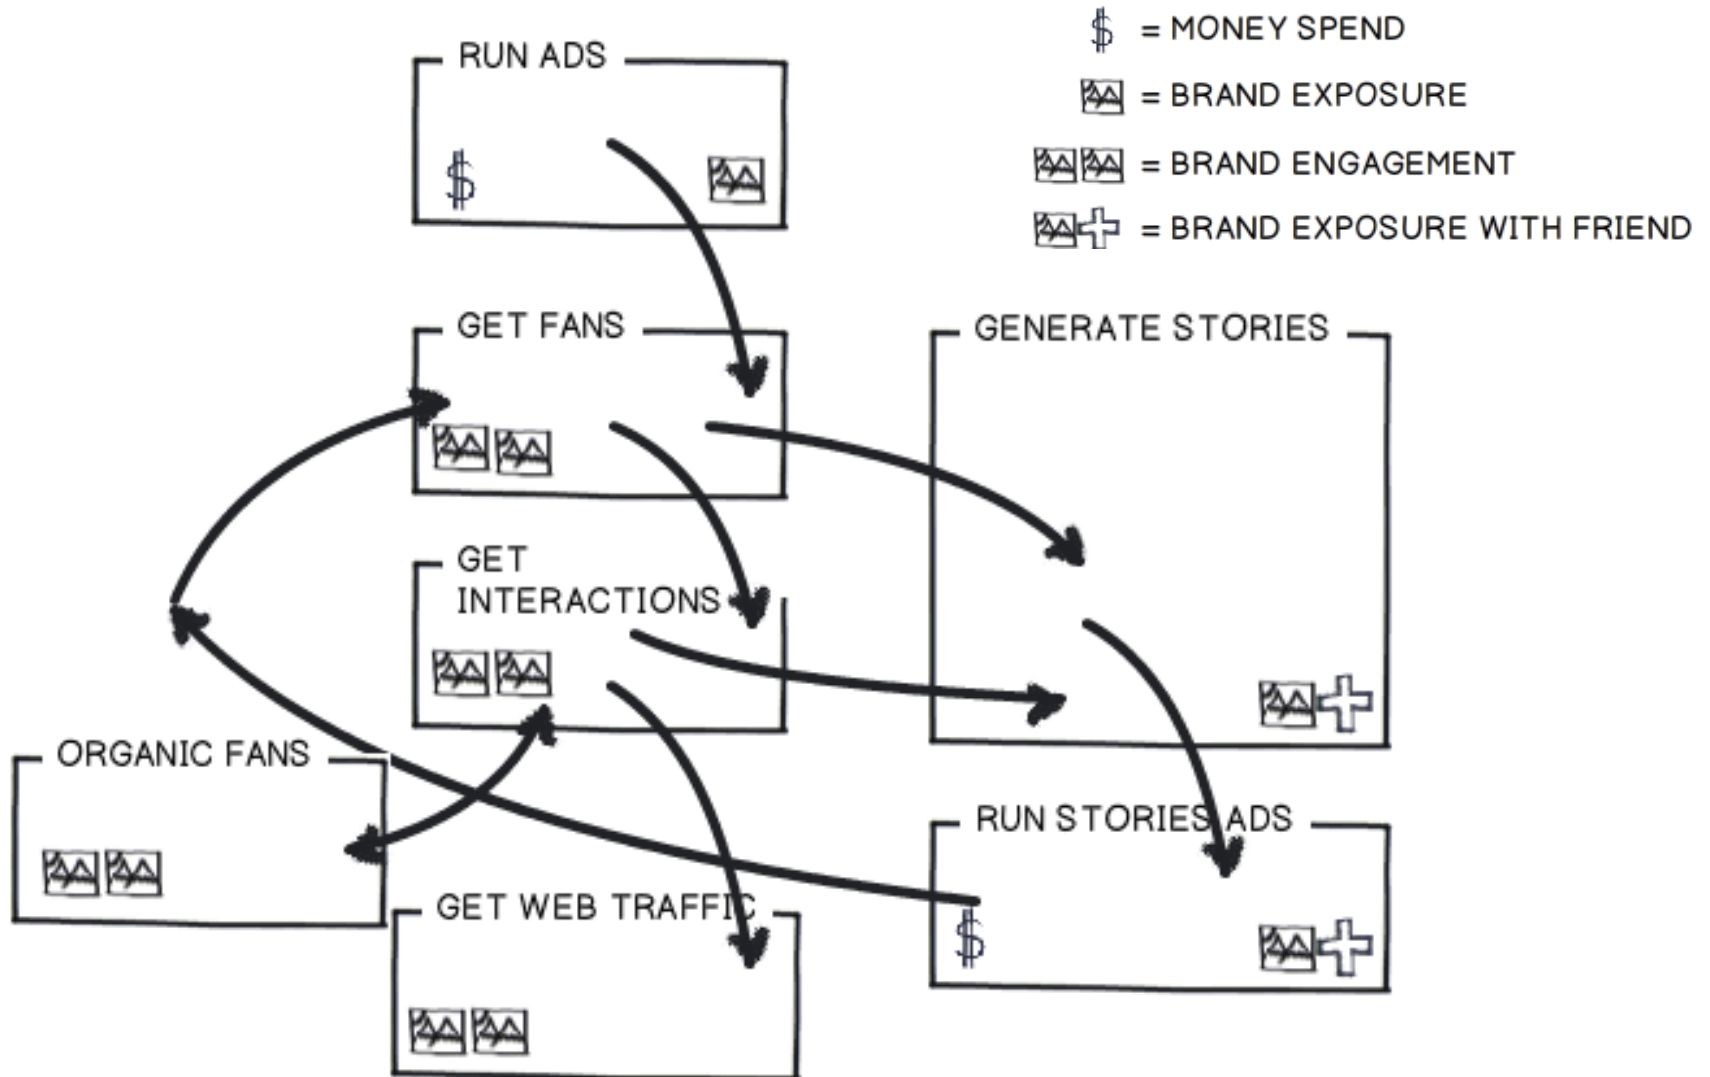 RUN ADS
$ = MONEY SPEND
= BRAND EXPOSURE
= BRAND ENGAGEMENT
= BRAND EXPOSURE WITH FRIEND
$
GET FANS
GENERATE STORIES
GET
INTERACTIONS
ORGANIC FANS
RUN STORIES ADS
$
GET WEB TRAFFIC